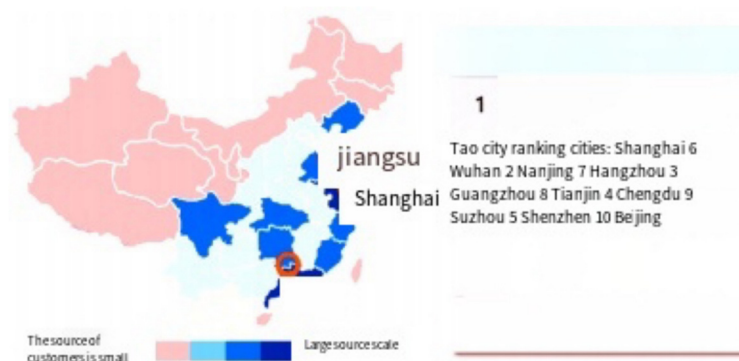 1
jiangsu
Shanghai
Tao city ranking cities: Shanghai 6
Wuhan 2 Nanjing 7 Hangzhou 3
Guangzhou 8 Tianjin 4 Chengdu 9
Suzhou 5 Shenzhen 10 Beijing
The source of
customers is small
Large source scale